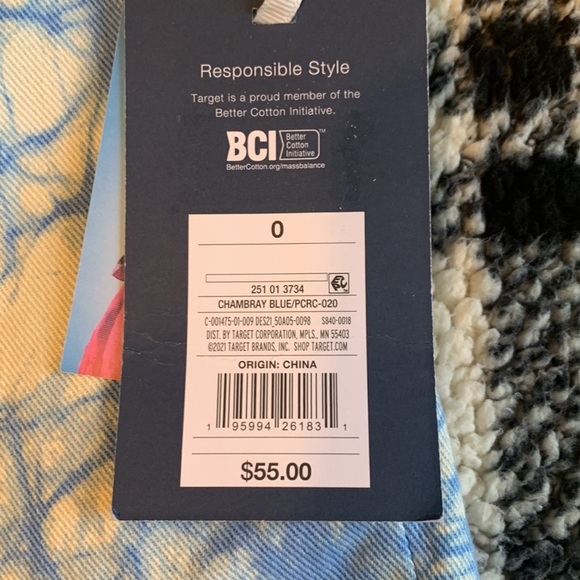 Responsible Style
Target is a proud member of the
Better Cotton Initiative.
BCI Better Cotton Initiative™
BetterCotton.org/massbalance
0
251 01 3734
CHAMBRAY BLUE/PCRC-020
C-001475-01-009 DES21_50A05-0098 S840-0018
DIST. BY TARGET CORPORATION, MPLS., MN 55403
©2021 TARGET BRANDS, INC. SHOP TARGET.COM
ORIGIN: CHINA
1 95994 26183 1
$55.00